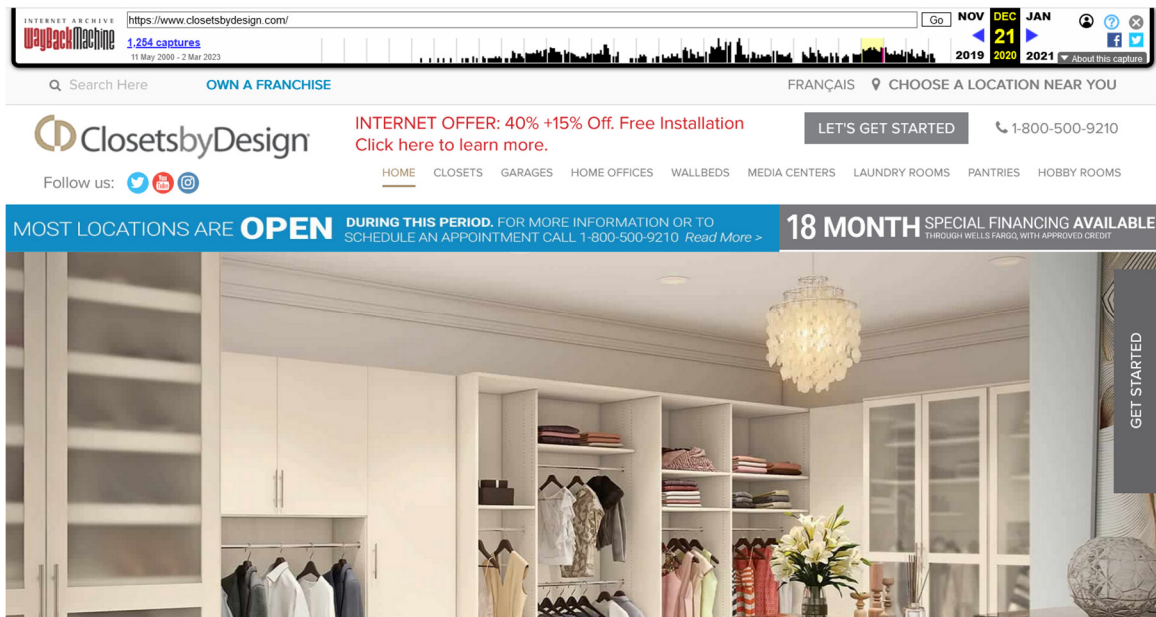 INTERNET ARCHIVE
WayBackMachine
https://www.closetsbydesign.com/
Go
NOV DEC JAN
1,254 captures
21
11 May 2000 - 2 Mar 2023
2019 2020 2021
About this capture
Search Here
OWN A FRANCHISE
FRANÇAIS
CHOOSE A LOCATION NEAR YOU
ClosetsbyDesign
INTERNET OFFER: 40% +15% Off. Free Installation
Click here to learn more.
LET'S GET STARTED
1-800-500-9210
Follow us:
You Tube
HOME CLOSETS GARAGES HOME OFFICES WALLBEDS MEDIA CENTERS LAUNDRY ROOMS PANTRIES HOBBY ROOMS
MOST LOCATIONS ARE OPEN
DURING THIS PERIOD. FOR MORE INFORMATION OR TO
SCHEDULE AN APPOINTMENT CALL 1-800-500-9210 Read More >
18 MONTH SPECIAL FINANCING AVAILABLE
THROUGH WELLS FARGO, WITH APPROVED CREDIT
GET STARTED